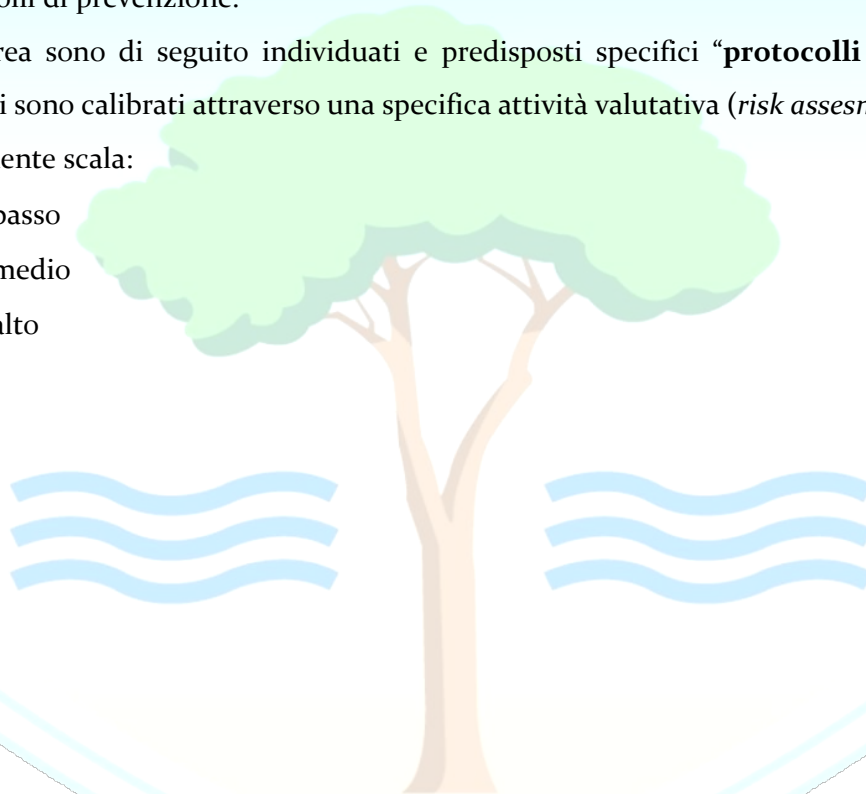 oni di prevenzione.
rea sono di seguito individuati e predisposti specifici “protocolli
i sono calibrati attraverso una specifica attività valutativa (risk assesn
ente scala:
basso
medio
alto